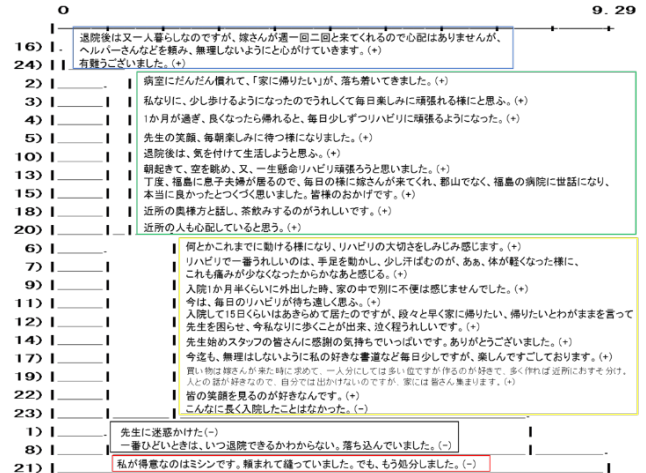 0 9.29
16) 退院後は又一人暮らしなのですが、嫁さんが週一回二回と来てくれるので心配はありませんが、
ヘルパーさんなどを頼み、無理しないようにと心がけていきます。(+)
24) 有難うございました。(+)
2) 病室にだんだん慣れて、「家に帰りたい」が、落ち着いてきました。(+)
3) 私なりに、少し歩けるようになったのでうれしくて毎日楽しみに頑張れる様にと思ふ。(+)
4) 1か月が過ぎ、良くなったら帰れると、毎日少しずつリハビリに頑張るようになった。(+)
5) 先生の笑顔、毎朝楽しみに待つ様になりました。(+)
10) 退院後は、気を付けて生活しようと思ふ。(+)
13) 朝起きて、空を眺め、又、一生懸命リハビリ頑張ろうと思いました。(+)
15) 丁度、福島に息子夫婦が居るので、毎日の様に嫁さんが来てくれ、郡山でなく、福島の病院に世話になり、
本当に良かったとつくづく思いました。皆様のおかげです。(+)
18) 近所の奥様方と話し、茶飲みするのがうれしいです。(+)
20) 近所の人も心配していると思う。(+)
6) 何とかこれまでに動ける様になり、リハビリの大切さをしみじみ感じます。(+)
7) リハビリで一番うれしいのは、手足を動かし、少し汗ばむのが、あぁ、体が軽くなった様に、
これも痛みが少なくなったからかなあと感じる。(+)
9) 入院1か月半くらいに外出した時、家の中で別に不便は感じませんでした。(+)
11) 今は、毎日のリハビリが待ち遠しく思ふ。(+)
12) 入院して15日くらいはあきらめて居たのですが、段々と早く家に帰りたい、帰りたいとわがままを言って
先生を困らせ、今私なりに歩くことが出来、泣く程うれしいです。(+)
14) 先生始めスタッフの皆さんに感謝の気持ちでいっぱいです。ありがとうございました。(+)
17) 今迄も、無理はしないように私の好きな書道など毎日少しですが、楽しんですごしております。(+)
19) 買い物は嫁さんが来た時に求めて、一人分にしては多い位ですが作るのが好きで、多く作れば近所におすそ分け。
人との話が好きなので、自分では出かけないのですが、家には皆さん集まります。(+)
22) 皆の笑顔を見るのが好きなんです。(+)
23) こんなに長く入院したことはなかった。(-)
1) 先生に迷惑かけた(-)
8) 一番ひどいときは、いつ退院できるかわからない。落ち込んでいました。(-)
21) 私が得意なのはミシンです。頼まれて縫っていました。でも、もう処分しました。(-)